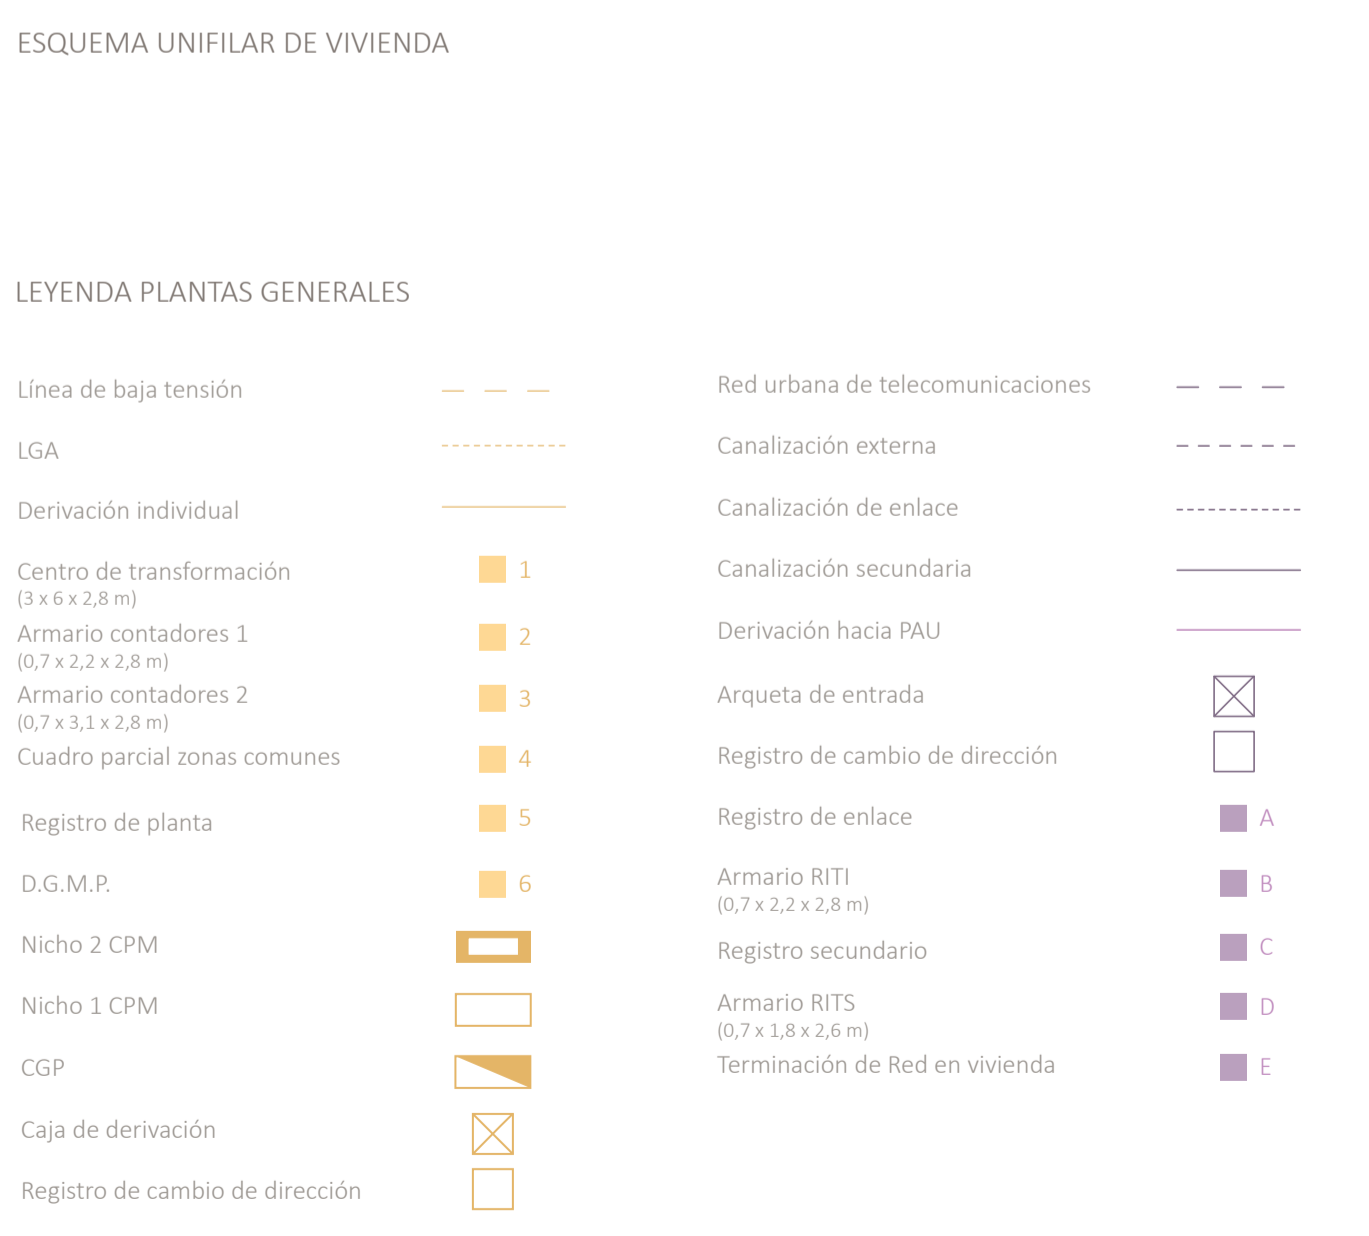 ESQUEMA UNIFILAR DE VIVIENDA
LEYENDA PLANTAS GENERALES
Línea de baja tensión
LGA
Derivación individual
Centro de transformación 1
(3 x 6 x 2,8 m)
Armario contadores 1 2
(0,7 x 2,2 x 2,8 m)
Armario contadores 2 3
(0,7 x 3,1 x 2,8 m)
Cuadro parcial zonas comunes 4
Registro de planta 5
D.G.M.P. 6
Nicho 2 CPM
Nicho 1 CPM
CGP
Caja de derivación
Registro de cambio de dirección
Red urbana de telecomunicaciones
Canalización externa
Canalización de enlace
Canalización secundaria
Derivación hacia PAU
Arqueta de entrada
Registro de cambio de dirección
Registro de enlace A
Armario RITI B
(0,7 x 2,2 x 2,8 m)
Registro secundario C
Armario RITS D
(0,7 x 1,8 x 2,6 m)
Terminación de Red en vivienda E